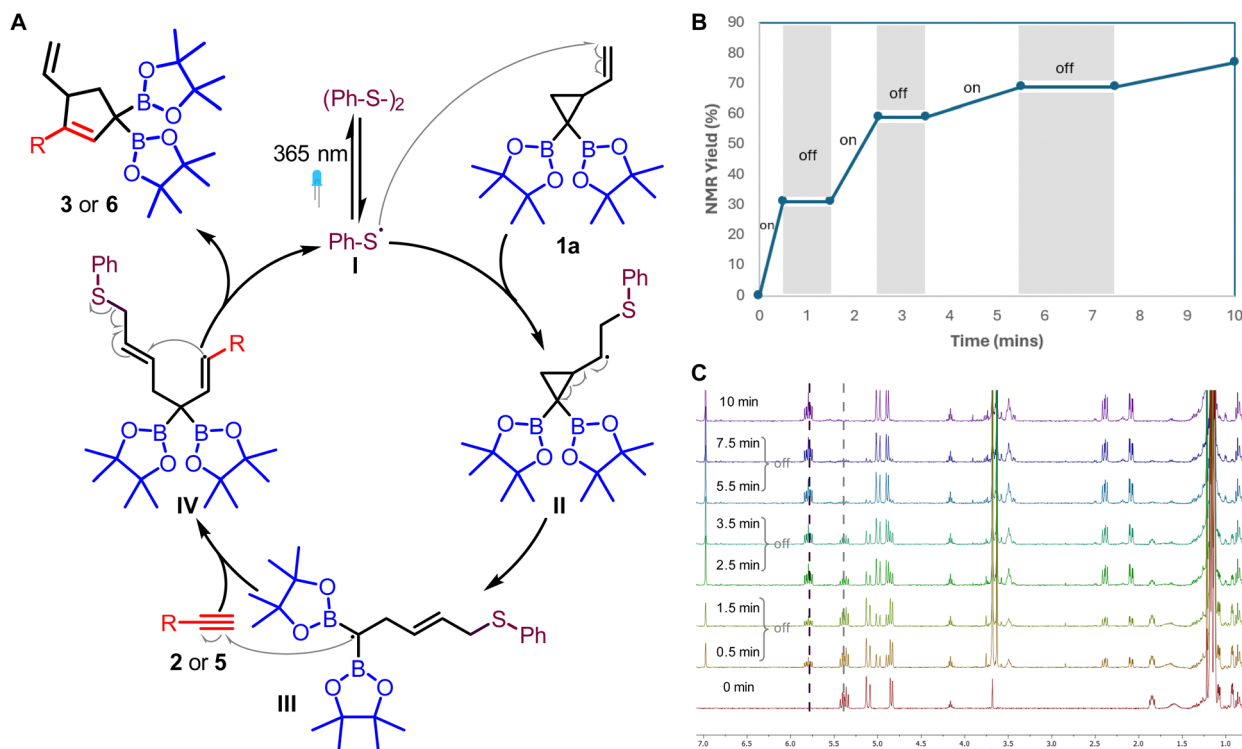 A
(Ph-S-)₂
365 nm
Ph-S·
I
1a
B
B
O
O
O
O
R
B
O
O
B
O
O
3 or 6
Ph
S
II
B
B
O
O
O
O
Ph
S
R
B
B
O
O
O
O
IV
R
2 or 5
O
B
O
B
O
O
S
Ph
III
B
NMR Yield (%)
90
80
70
60
50
40
30
20
10
0
on
off
on
off
on
off
0 1 2 3 4 5 6 7 8 9 10
Time (mins)
C
10 min
7.5 min
off
5.5 min
3.5 min
off
2.5 min
1.5 min
off
0.5 min
0 min
7.0 6.5 6.0 5.5 5.0 4.5 4.0 3.5 3.0 2.5 2.0 1.5 1.0